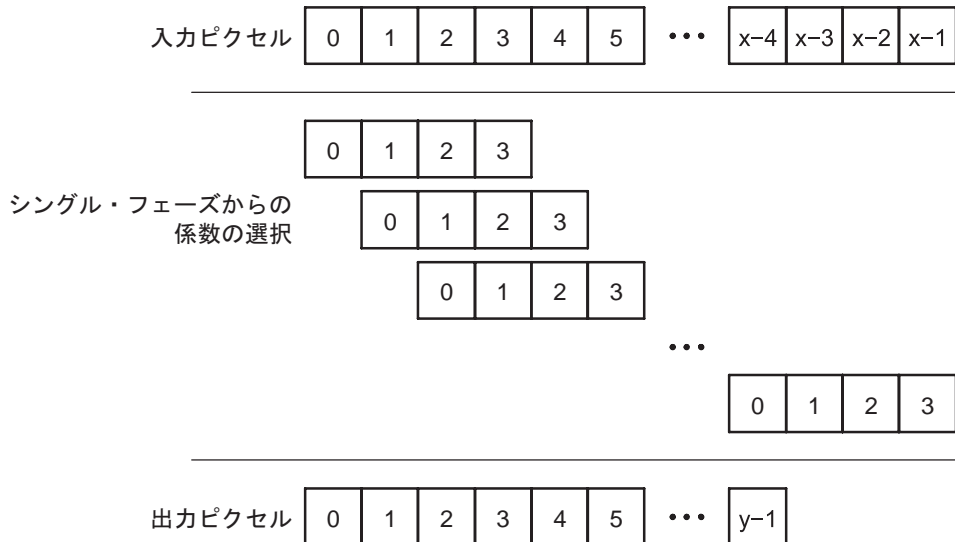 入力ピクセル 0 1 2 3 4 5 ••• x−4 x−3 x−2 x−1
0 1 2 3
シングル・フェーズからの
係数の選択
0 1 2 3
0 1 2 3
•••
0 1 2 3
出力ピクセル 0 1 2 3 4 5 ••• y−1